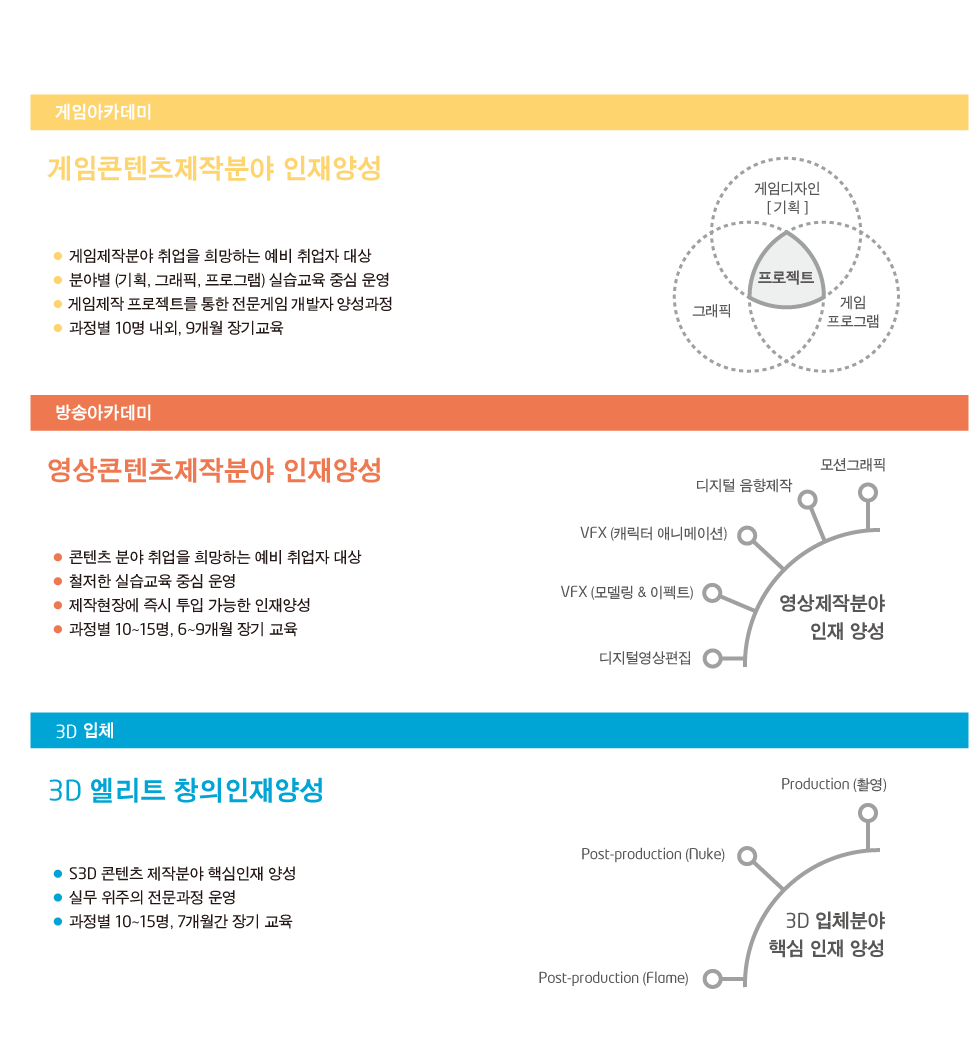 게임아카데미
게임콘텐츠제작분야 인재양성
게임제작분야 취업을 희망하는 예비 취업자 대상
분야별 (기획, 그래픽, 프로그램) 실습교육 중심 운영
게임제작 프로젝트를 통한 전문게임 개발자 양성과정
과정별 10명 내외, 9개월 장기교육
게임디자인
[ 기획 ]
프로젝트
그래픽
게임
프로그램
방송아카데미
영상콘텐츠제작분야 인재양성
콘텐츠 분야 취업을 희망하는 예비 취업자 대상
철저한 실습교육 중심 운영
제작현장에 즉시 투입 가능한 인재양성
과정별 10~15명, 6~9개월 장기 교육
모션그래픽
디지털 음향제작
VFX (캐릭터 애니메이션)
VFX (모델링 & 이펙트)
디지털영상편집
영상제작분야
인재 양성
3D 입체
3D 엘리트 창의인재양성
S3D 콘텐츠 제작분야 핵심인재 양성
실무 위주의 전문과정 운영
과정별 10~15명, 7개월간 장기 교육
Production (촬영)
Post-production (Nuke)
Post-production (Flame)
3D 입체분야
핵심 인재 양성